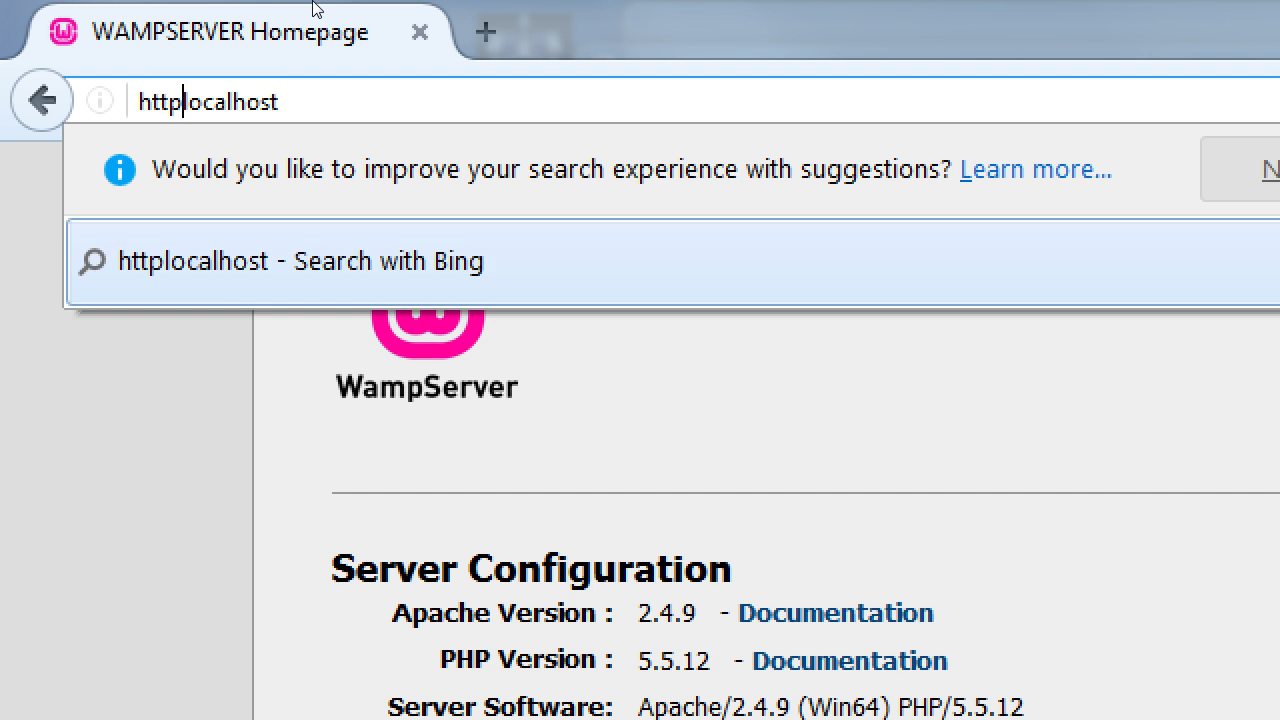 WAMPSERVER Homepage
httplocalhost
Would you like to improve your search experience with suggestions? Learn more... N
httplocalhost - Search with Bing
WampServer
Server Configuration
Apache Version : 2.4.9 - Documentation
PHP Version : 5.5.12 - Documentation
Server Software: Apache/2.4.9 (Win64) PHP/5.5.12